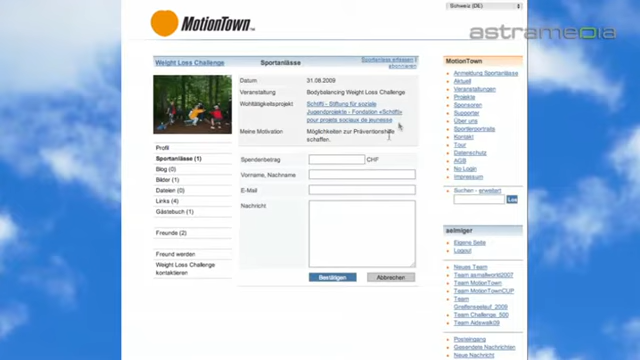 Schweiz (DE)
astramedia
MotionTown
Weight Loss Challenge
Sportanlässe
Sportanlass erfassen
abonnieren
Datum
31.08.2009
Veranstaltung
Bodybalancing Weight Loss Challenge
Wohltätigkeitsprojekt
Schifti - Stiftung für soziale
Jugendprojekte - Fondation «Schifti»
pour projets sociaux de jeunesse
Meine Motivation
Möglichkeiten zur Präventionshilfe
schaffen.
Spendenbetrag
CHF
Vorname, Nachname
E-Mail
Nachricht
Bestätigen
Abbrechen
Profil
Sportanlässe (1)
Blog (0)
Bilder (1)
Dateien (0)
Links (4)
Gästebuch (1)
Freunde (2)
Freund werden
Weight Loss Challenge
kontaktieren
MotionTown
Anmeldung Sportanlässe
Aktuell
Veranstaltungen
Projekte
Sponsoren
Supporter
Über uns
Sportlerportraits
Kontakt
Tour
Datenschutz
AGB
No Login
Impressum
Suchen - erweitert
Los
aelmiger
Eigene Seite
Logout
Neues Team
Team asmallworld2007
Team MotionTown
Team MotionTownCUP
Team
Greifenseelauf_2009
Team Challenge_500
Team Aidswalk09
Posteingang
Gesendete Nachrichten
Neue Nachricht